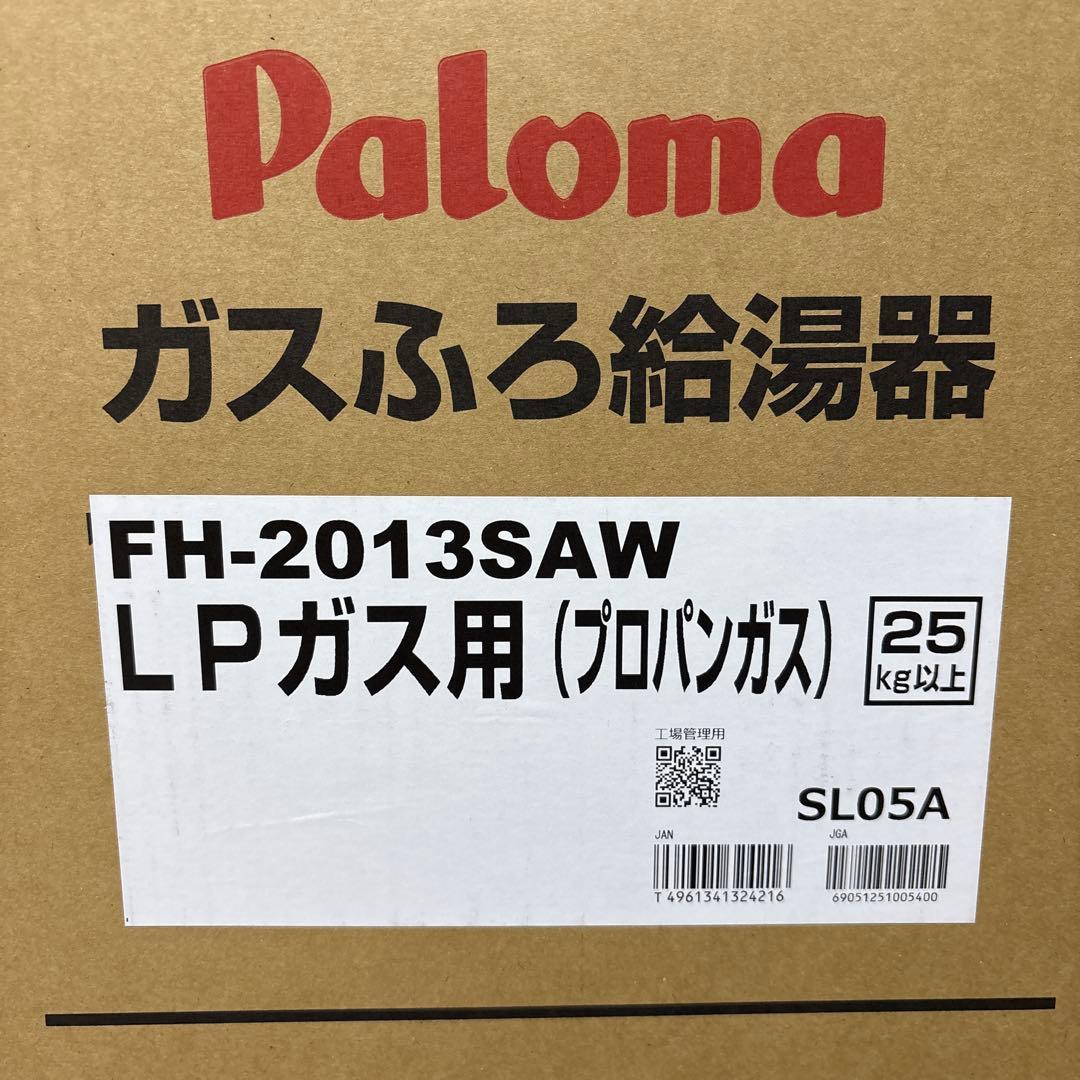 Paloma
ガスふろ給湯器
FH-2013SAW
LPガス用(プロパンガス)
25
kg以上
工場管理用
SL05A
JAN
JGA
T 4961341324216
69051251005400